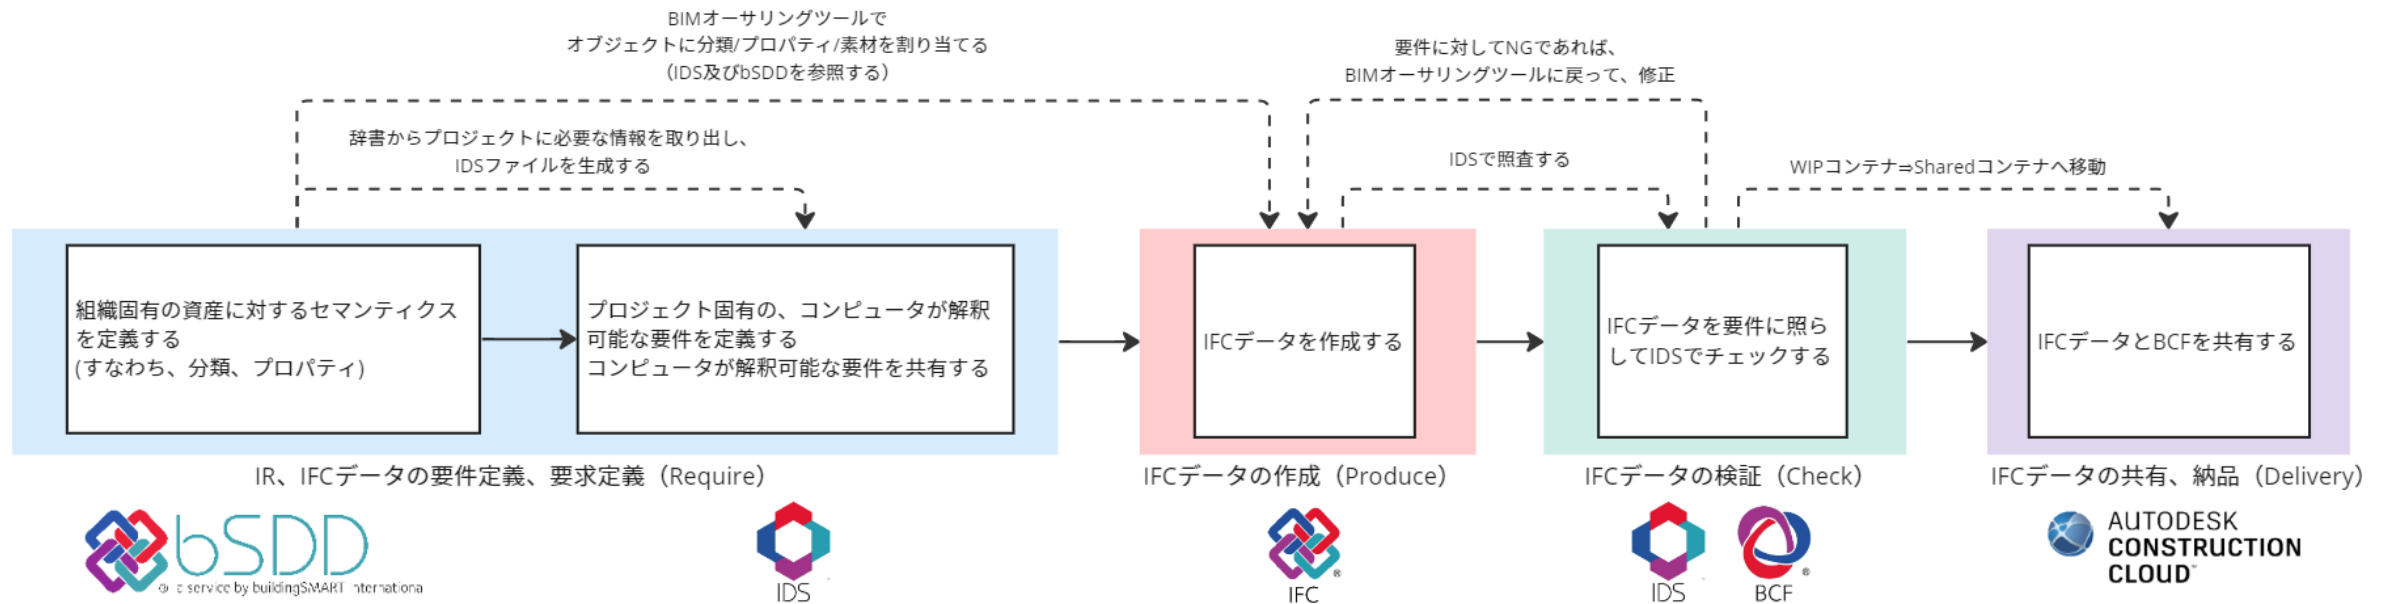 BIMオーサリングツールで
オブジェクトに分類/プロパティ/素材を割り当てる
（IDS及びbSDDを参照する）
要件に対してNGであれば、
BIMオーサリングツールに戻って、修正
辞書からプロジェクトに必要な情報を取り出し、
IDSファイルを生成する
IDSで照査する
WIPコンテナ⇒Sharedコンテナへ移動
組織固有の資産に対するセマンティクス
を定義する
(すなわち、分類、プロパティ)
プロジェクト固有の、コンピュータが解釈
可能な要件を定義する
コンピュータが解釈可能な要件を共有する
IFCデータを作成する
IFCデータを要件に照ら
してIDSでチェックする
IFCデータとBCFを共有する
IR、IFCデータの要件定義、要求定義（Require）
IFCデータの作成（Produce）
IFCデータの検証（Check）
IFCデータの共有、納品（Delivery）
bSDD
® a service by buildingSMART Internationa
IDS
IFC
®
IDS
BCF
®
AUTODESK
CONSTRUCTION
CLOUD™